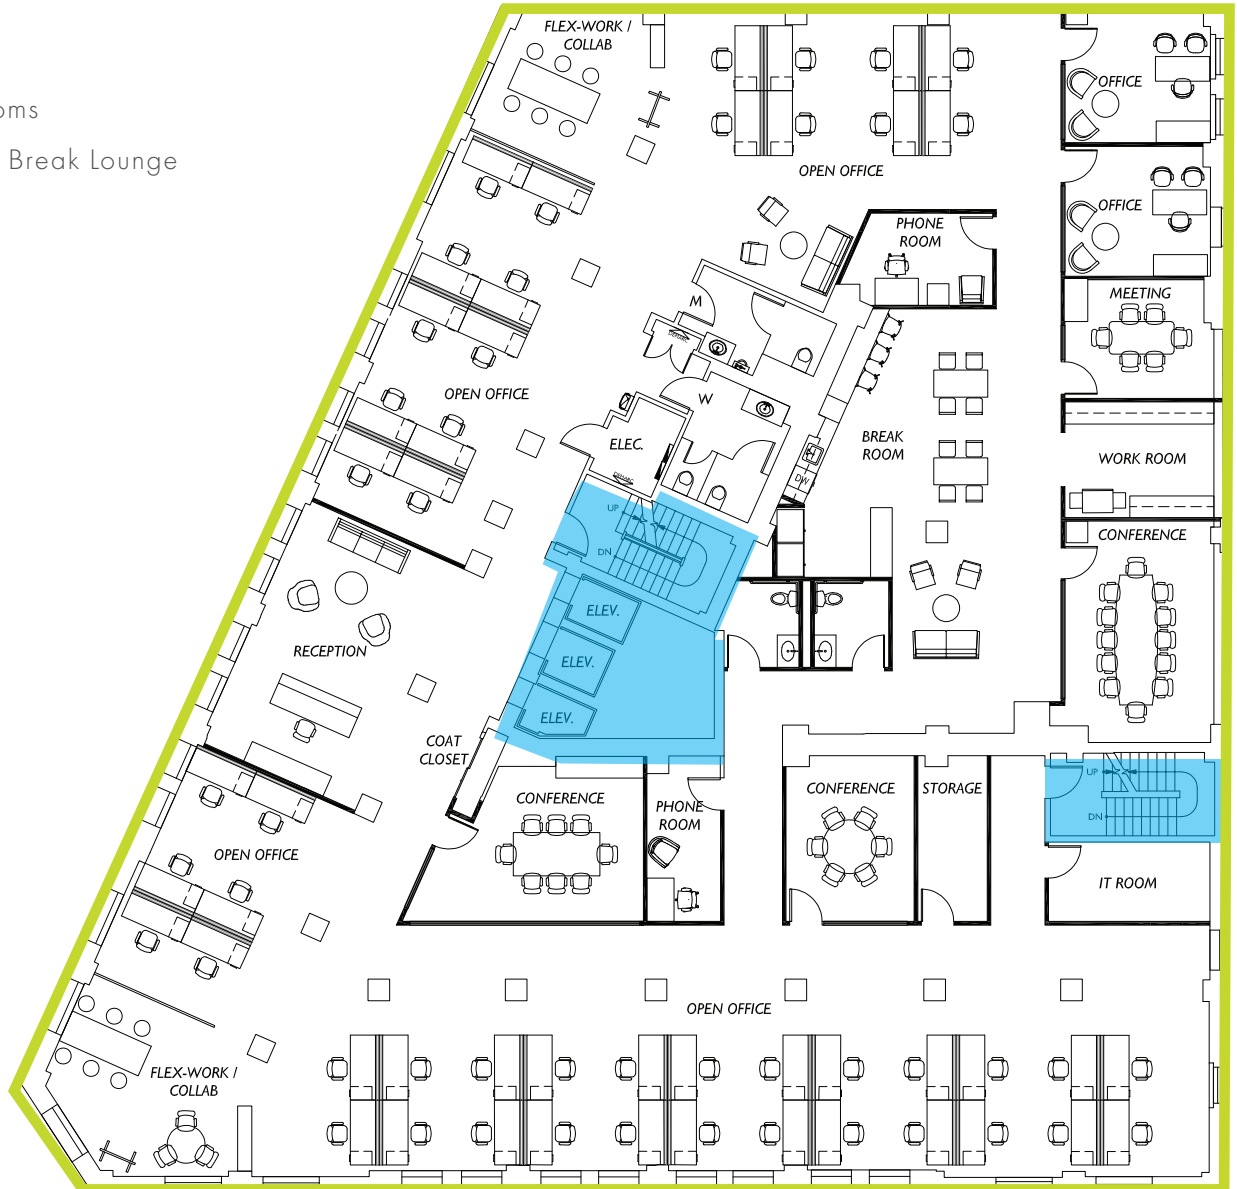 FLEX-WORK /
COLLAB
OFFICE
ooms
Break Lounge
OPEN OFFICE
OFFICE
PHONE
ROOM
M
MEETING
OPEN OFFICE
W
ELEC.
BREAK
ROOM
WORK ROOM
DEMARC
DW
UP
DN
CONFERENCE
ELEV.
RECEPTION
ELEV.
ELEV.
COAT
CLOSET
CONFERENCE
PHONE
ROOM
CONFERENCE
STORAGE
UP
DN
OPEN OFFICE
IT ROOM
OPEN OFFICE
FLEX-WORK /
COLLAB